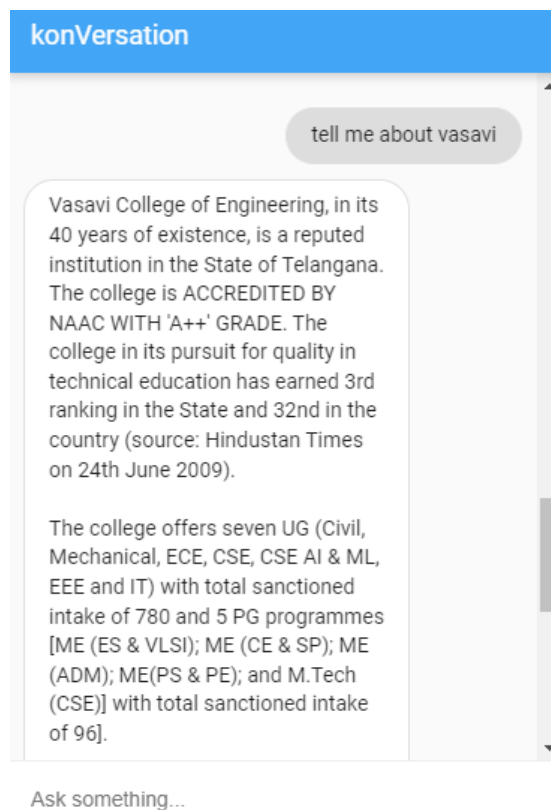 konVersation
tell me about vasavi
Vasavi College of Engineering, in its
40 years of existence, is a reputed
institution in the State of Telangana.
The college is ACCREDITED BY
NAAC WITH 'A++' GRADE. The
college in its pursuit for quality in
technical education has earned 3rd
ranking in the State and 32nd in the
country (source: Hindustan Times
on 24th June 2009).
The college offers seven UG (Civil,
Mechanical, ECE, CSE, CSE AI & ML,
EEE and IT) with total sanctioned
intake of 780 and 5 PG programmes
[ME (ES & VLSI); ME (CE & SP); ME
(ADM); ME(PS & PE); and M.Tech
(CSE)] with total sanctioned intake
of 96].
Ask something...